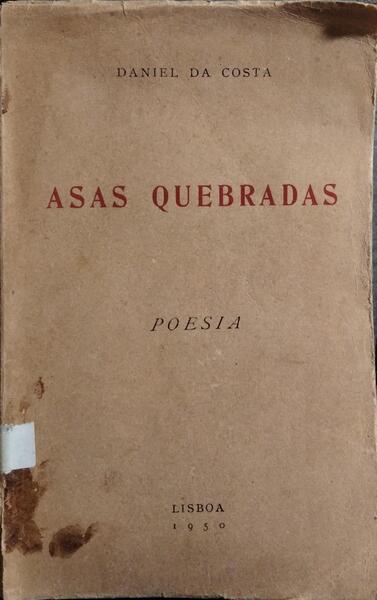 DANIEL DA COSTA
ASAS QUEBRADAS
POESIA
LISBOA
1950